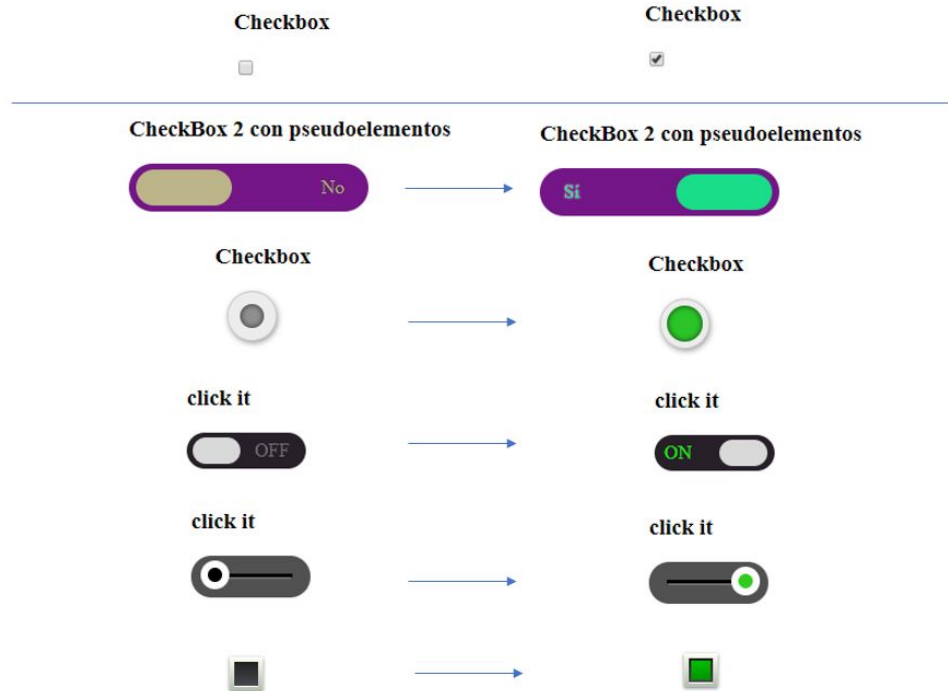 Checkbox
Checkbox
CheckBox 2 con pseudoelementos
CheckBox 2 con pseudoelementos
No
Sí
Checkbox
Checkbox
click it
click it
OFF
ON
click it
click it